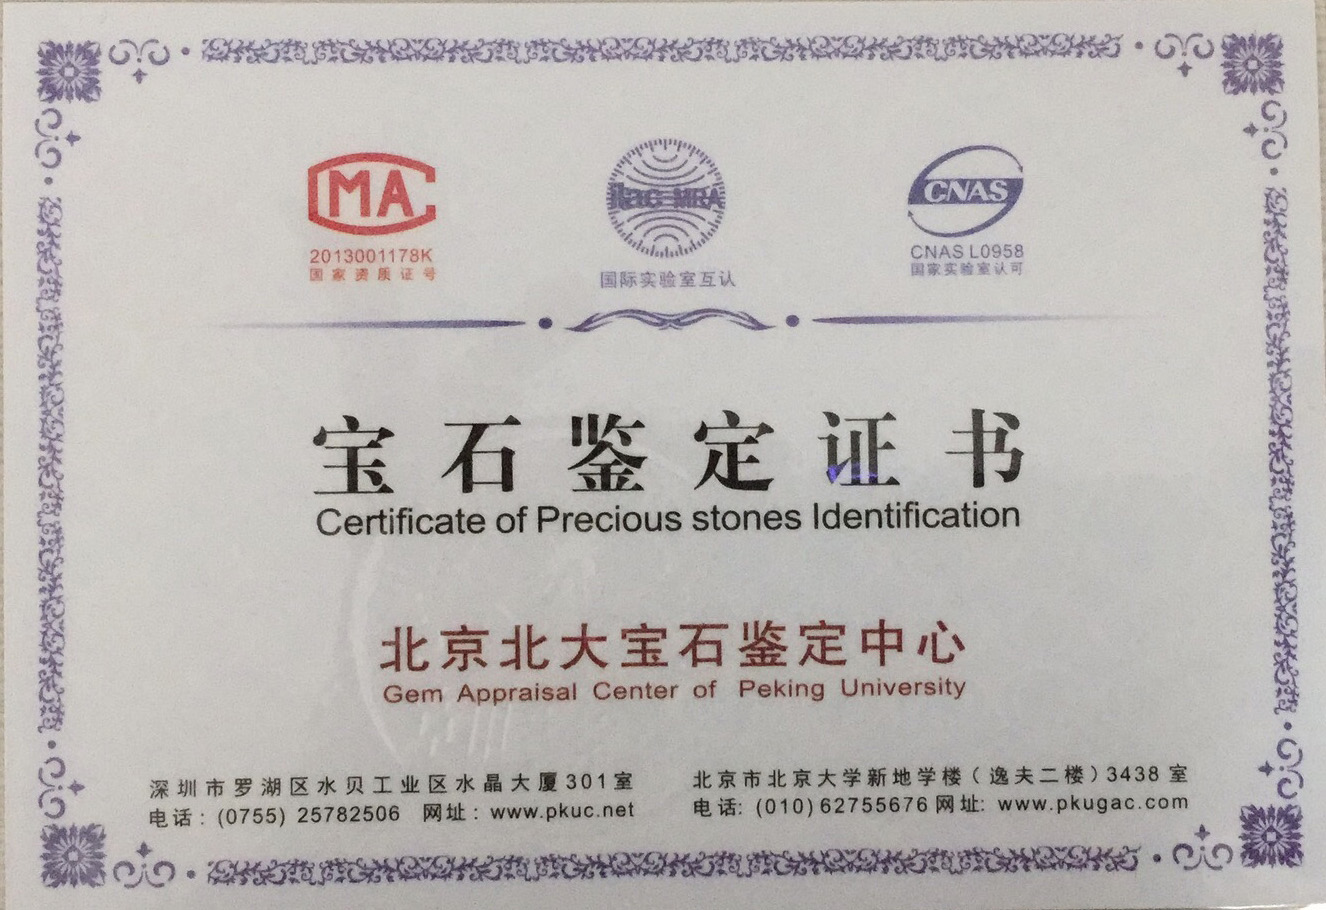 MA
2013001178K
国家资质证号
ilac-MRA
国际实验室互认
CNAS
CNAS L0958
国家实验室认可
宝石鉴定证书
Certificate of Precious stones Identification
北京北大宝石鉴定中心
Gem Appraisal Center of Peking University
深圳市罗湖区水贝工业区水晶大厦301室
电话: (0755) 25782506 网址: www.pkuc.net
北京市北京大学新地学楼(逸夫二楼)3438室
电话: (010)62755676 网址: www.pkugac.com